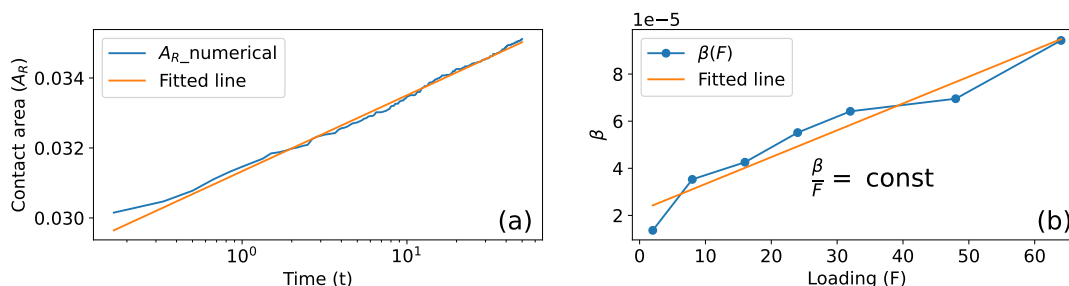 A_R_numerical
Fitted line
0.034
0.032
0.030
Contact area (A_R)
10^0
10^1
Time (t)
(a)
1e−5
β(F)
Fitted line
8
6
4
2
β
β/F = const
0
10
20
30
40
50
60
Loading (F)
(b)